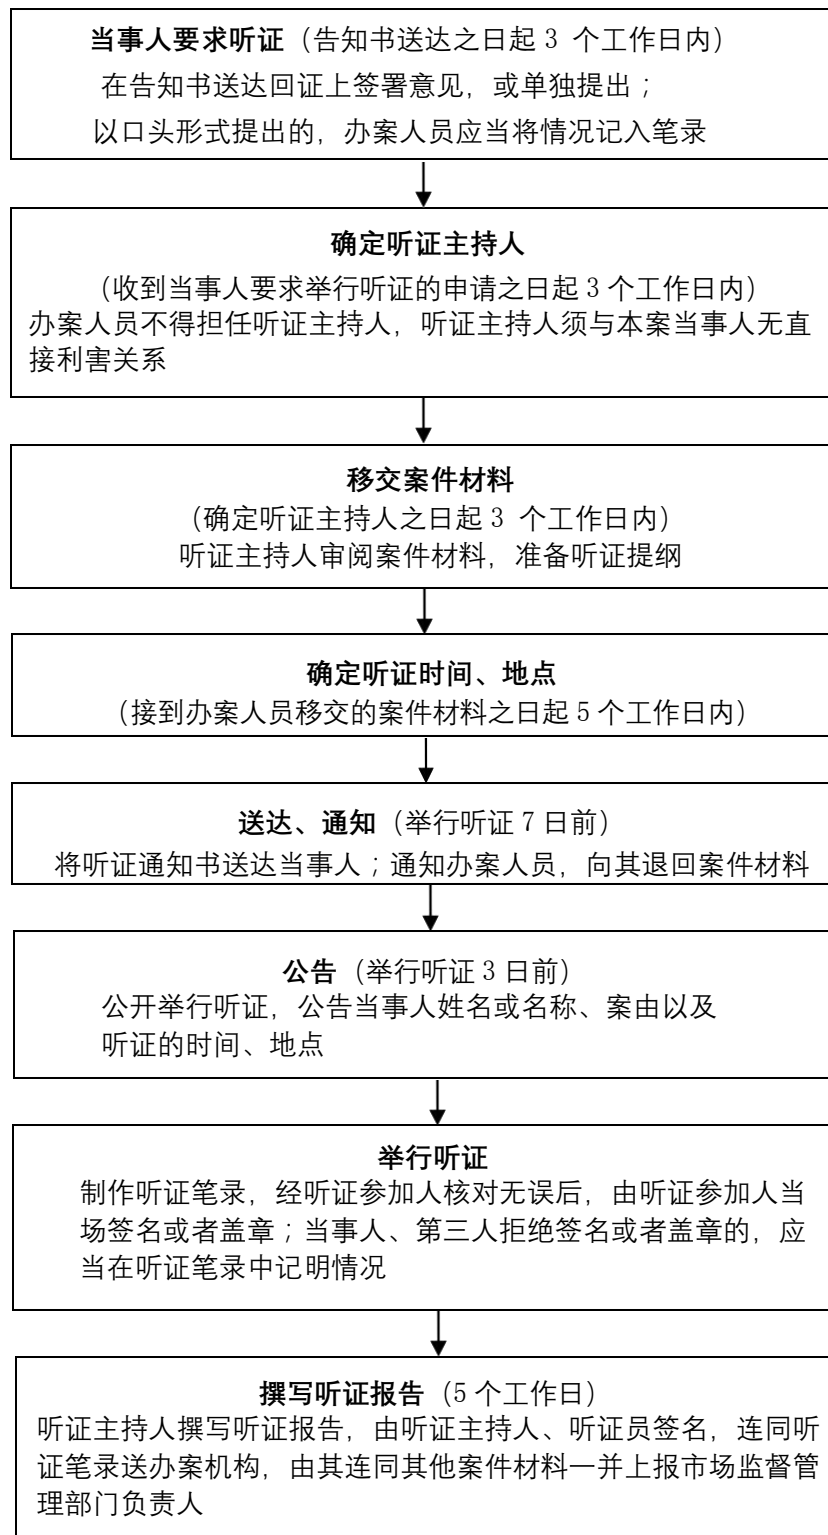 当事人要求听证（告知书送达之日起 3 个工作日内）
在告知书送达回证上签署意见，或单独提出；
以口头形式提出的，办案人员应当将情况记入笔录
确定听证主持人
（收到当事人要求举行听证的申请之日起 3 个工作日内）
办案人员不得担任听证主持人，听证主持人须与本案当事人无直
接利害关系
移交案件材料
（确定听证主持人之日起 3 个工作日内）
听证主持人审阅案件材料，准备听证提纲
确定听证时间、地点
（接到办案人员移交的案件材料之日起 5 个工作日内）
送达、通知（举行听证 7 日前）
将听证通知书送达当事人；通知办案人员，向其退回案件材料
公告（举行听证 3 日前）
公开举行听证，公告当事人姓名或名称、案由以及
听证的时间、地点
举行听证
制作听证笔录，经听证参加人核对无误后，由听证参加人当
场签名或者盖章；当事人、第三人拒绝签名或者盖章的，应
当在听证笔录中记明情况
撰写听证报告（5 个工作日）
听证主持人撰写听证报告，由听证主持人、听证员签名，连同听
证笔录送办案机构，由其连同其他案件材料一并上报市场监督管
理部门负责人